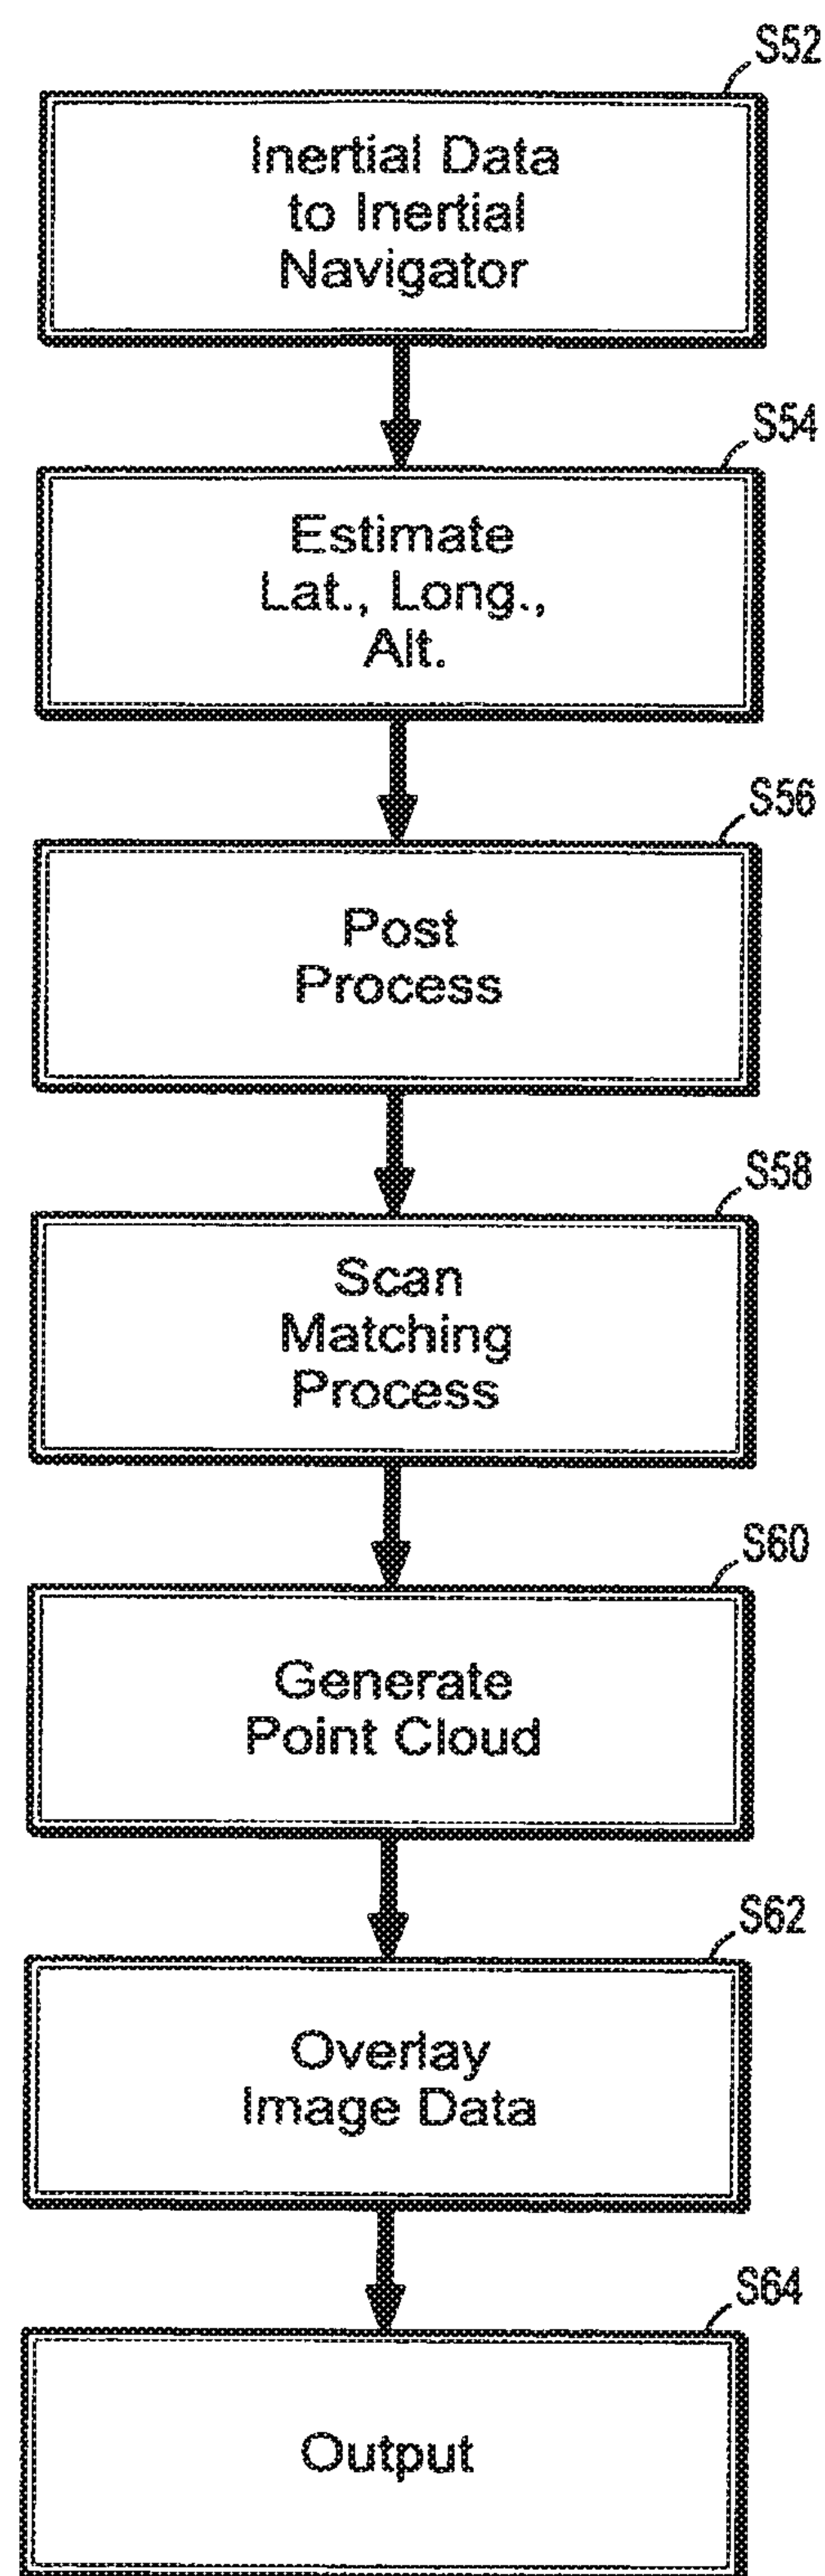 S52
Inertial Data
to Inertial
Navigator
S54
Estimate
Lat., Long.,
Alt.
S56
Post
Process
S58
Scan
Matching
Process
S60
Generate
Point Cloud
S62
Overlay
Image Data
S64
Output